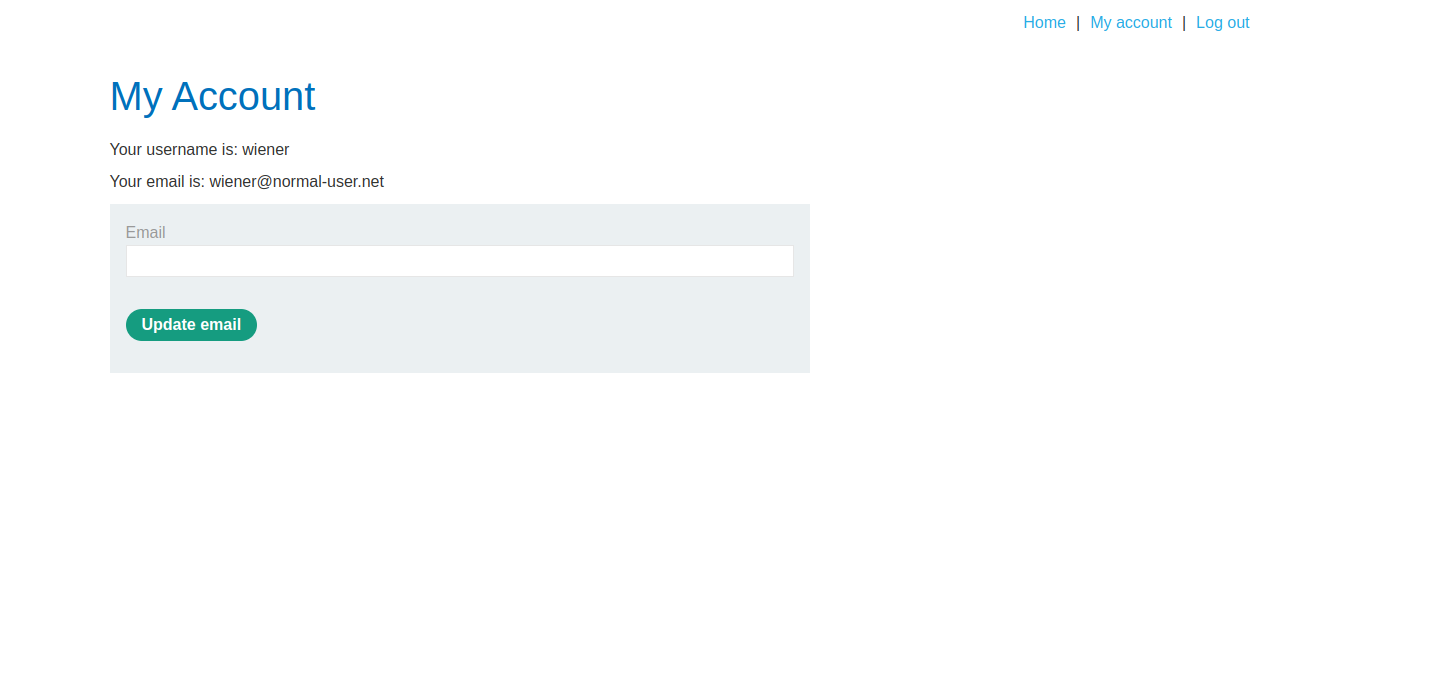 Home | My account | Log out
My Account
Your username is: wiener
Your email is: wiener@normal-user.net
Email
Update email